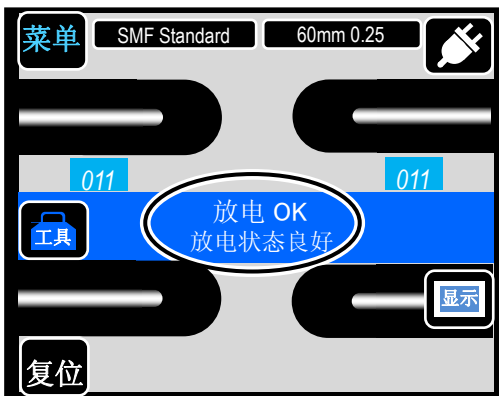 菜单
SMF Standard
60mm 0.25
011
011
放电 OK
放电状态良好
工具
显示
复位